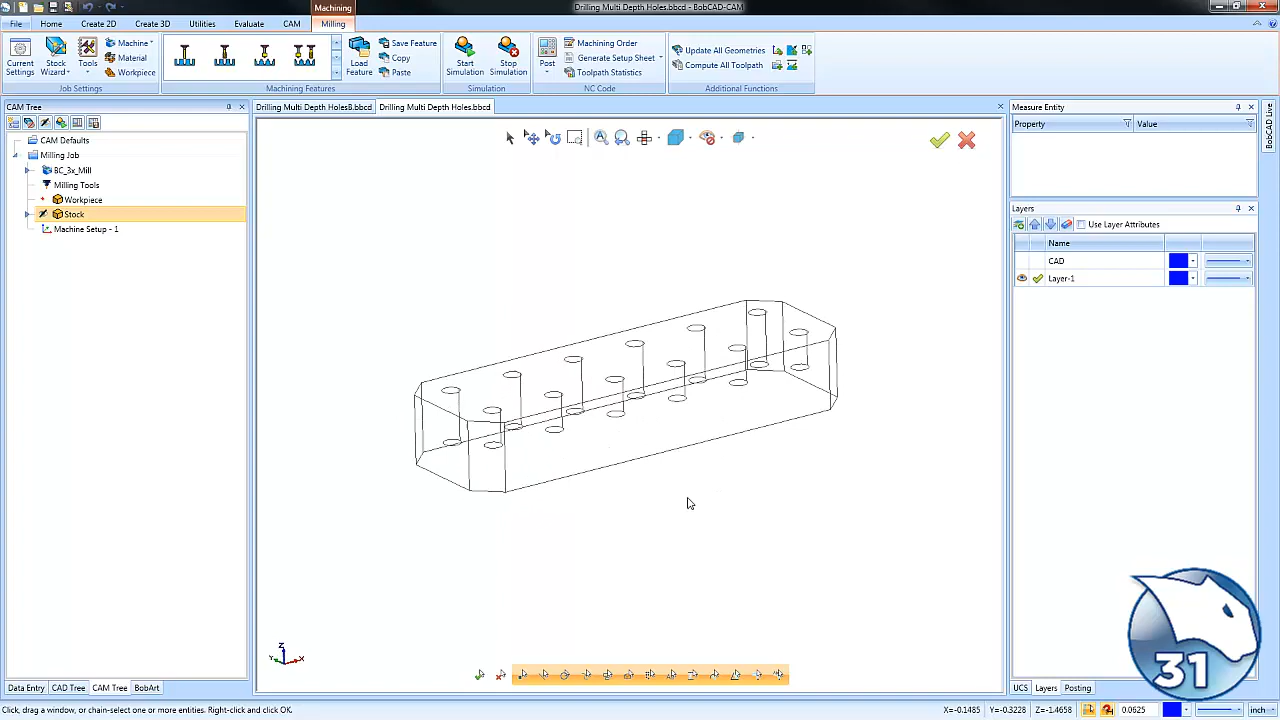 Machining
Drilling Multi Depth Holes.bbcd - BobCAD-CAM
File Home Create 2D Create 3D Utilities Evaluate CAM Milling
Current Settings
Stock Wizard
Tools
Machine
Material
Workpiece
Load Feature
Save Feature
Copy
Paste
Start Simulation
Stop Simulation
Post
Machining Order
Generate Setup Sheet
Toolpath Statistics
Update All Geometries
Compute All Toolpath
Job Settings Machining Features Simulation NC Code Additional Functions
CAM Tree
Drilling Multi Depth Holes8.bbcd Drilling Multi Depth Holes.bbcd
CAM Defaults
Milling Job
BC_3x_Mill
Milling Tools
Workpiece
Stock
Machine Setup - 1
Measure Entity
Property Value
BobCAD Live
Layers
Use Layer Attributes
Name
CAD
Layer-1
Z
Y X
31
Data Entry CAD Tree CAM Tree BobArt
UCS Layers Posting
Click, drag a window, or chain-select one or more entities. Right-click and click OK.
X=-0.1485 Y=-0.3228 Z=-1.4658 0.0625 inch